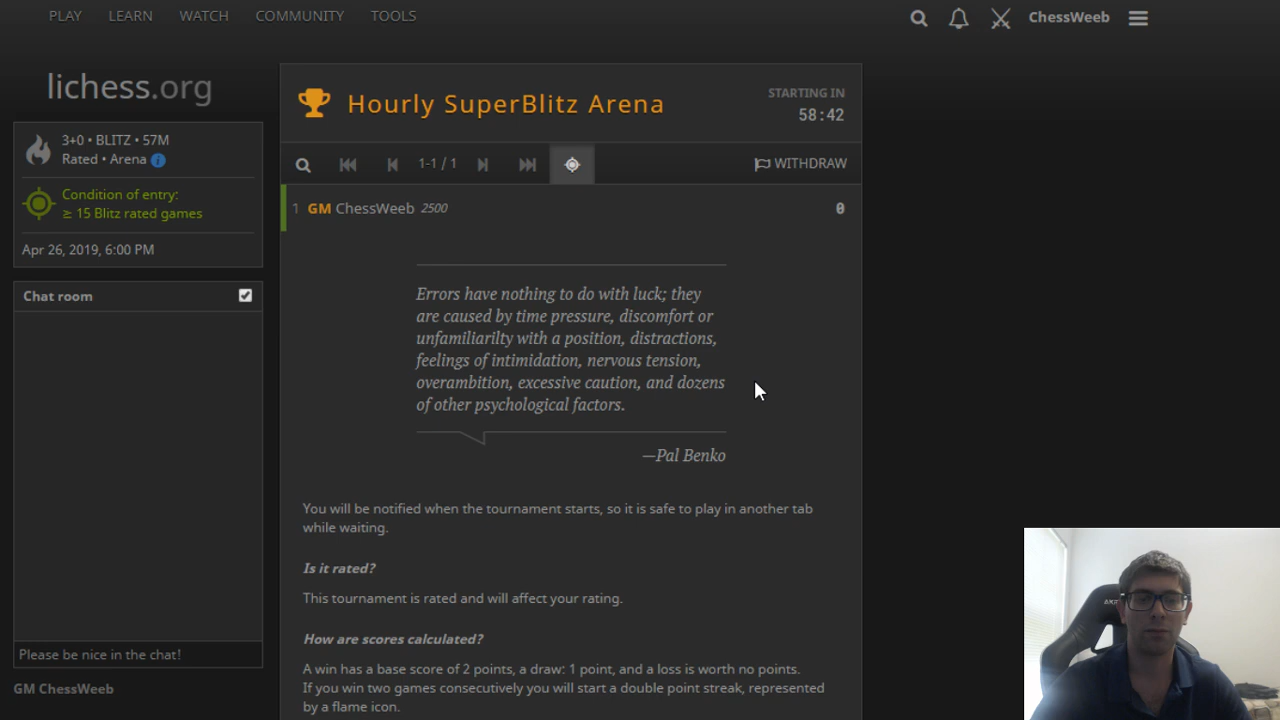 PLAY LEARN WATCH COMMUNITY TOOLS ChessWeeb
lichess.org
3+0 • BLITZ • 57M
Rated • Arena
Condition of entry:
≥ 15 Blitz rated games
Apr 26, 2019, 6:00 PM
Chat room
Please be nice in the chat!
GM ChessWeeb
Hourly SuperBlitz Arena
STARTING IN
58:42
1-1 / 1 WITHDRAW
1 GM ChessWeeb 2500 0
Errors have nothing to do with luck; they
are caused by time pressure, discomfort or
unfamiliarilty with a position, distractions,
feelings of intimidation, nervous tension,
overambition, excessive caution, and dozens
of other psychological factors.
—Pal Benko
You will be notified when the tournament starts, so it is safe to play in another tab
while waiting.
Is it rated?
This tournament is rated and will affect your rating.
How are scores calculated?
A win has a base score of 2 points, a draw: 1 point, and a loss is worth no points.
If you win two games consecutively you will start a double point streak, represented
by a flame icon.